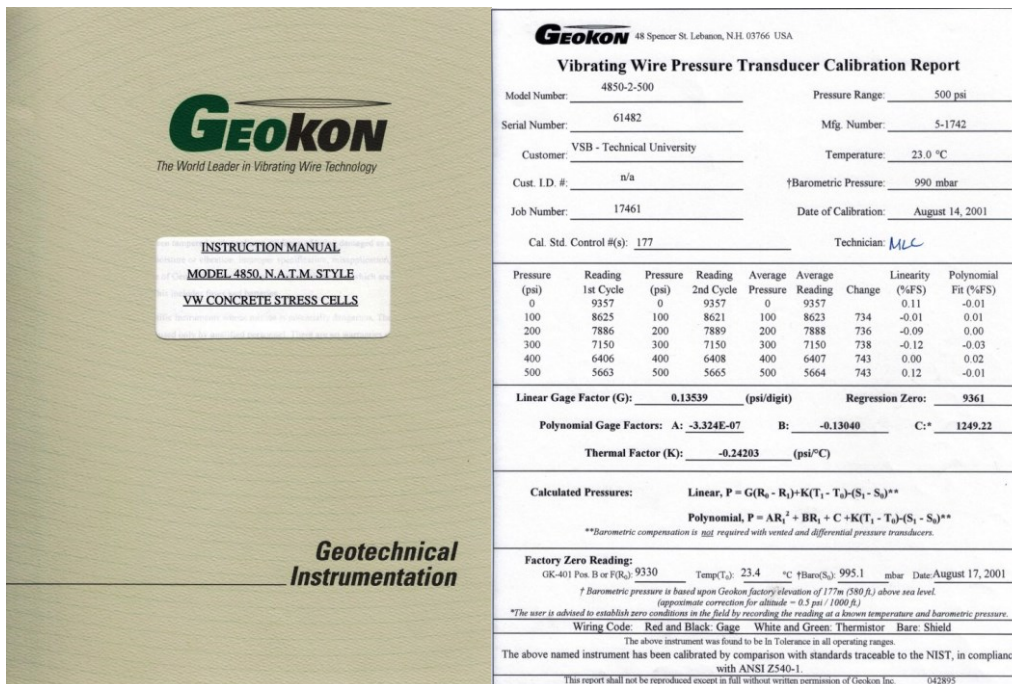 GEOKON
The World Leader in Vibrating Wire Technology
INSTRUCTION MANUAL
MODEL 4850, N.A.T.M. STYLE
VW CONCRETE STRESS CELLS
Geotechnical
Instrumentation
GEOKON 48 Spencer St. Lebanon, N.H. 03766 USA
Vibrating Wire Pressure Transducer Calibration Report
Model Number: 4850-2-500 Pressure Range: 500 psi
Serial Number: 61482 Mfg. Number: 5-1742
Customer: VSB - Technical University Temperature: 23.0 °C
Cust. I.D. #: n/a †Barometric Pressure: 990 mbar
Job Number: 17461 Date of Calibration: August 14, 2001
Cal. Std. Control #(s): 177 Technician: MLC
Pressure Reading Pressure Reading Average Average Linearity Polynomial
(psi) 1st Cycle (psi) 2nd Cycle Pressure Reading Change (%FS) Fit (%FS)
0 9357 0 9357 0 9357 0.11 -0.01
100 8625 100 8621 100 8623 734 -0.01 0.01
200 7886 200 7889 200 7888 736 -0.09 0.00
300 7150 300 7150 300 7150 738 -0.12 -0.03
400 6406 400 6408 400 6407 743 0.00 0.02
500 5663 500 5665 500 5664 743 0.12 -0.01
Linear Gage Factor (G): 0.13539 (psi/digit) Regression Zero: 9361
Polynomial Gage Factors: A: -3.324E-07 B: -0.13040 C:* 1249.22
Thermal Factor (K): -0.24203 (psi/°C)
Calculated Pressures: Linear, P = G(R₀ - R₁)+K(T₁ - T₀)-(S₁ - S₀)**
Polynomial, P = AR₁² + BR₁ + C +K(T₁ - T₀)-(S₁ - S₀)**
**Barometric compensation is not required with vented and differential pressure transducers.
Factory Zero Reading:
GK-401 Pos. B or F(R₀): 9330 Temp(T₀): 23.4 °C †Baro(S₀): 995.1 mbar Date: August 17, 2001
† Barometric pressure is based upon Geokon factory elevation of 177m (580 ft.) above sea level.
(appoximate correction for altitude = 0.5 psi / 1000 ft.)
*The user is advised to establish zero conditions in the field by recording the reading at a known temperature and barometric pressure.
Wiring Code: Red and Black: Gage White and Green: Thermistor Bare: Shield
The above instrument was found to be In Tolerance in all operating ranges.
The above named instrument has been calibrated by comparison with standards traceable to the NIST, in complianc
with ANSI Z540-1.
This report shall not be reproduced except in full without written permission of Geokon Inc. 042895